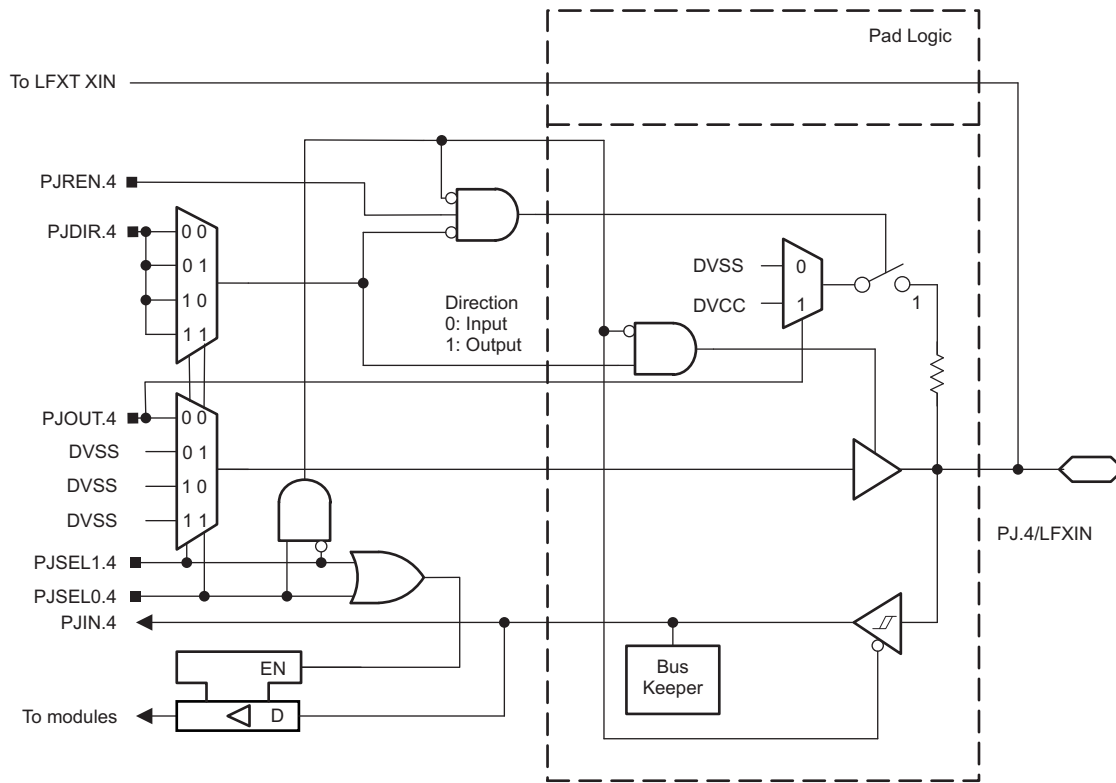 Pad Logic
To LFXT XIN
PJREN.4
PJDIR.4
0 0
0 1
1 0
1 1
DVSS
0
DVCC
1
1
Direction
0: Input
1: Output
PJOUT.4
0 0
DVSS
0 1
DVSS
1 0
DVSS
1 1
PJ.4/LFXIN
PJSEL1.4
PJSEL0.4
PJIN.4
Bus
Keeper
EN
To modules
D